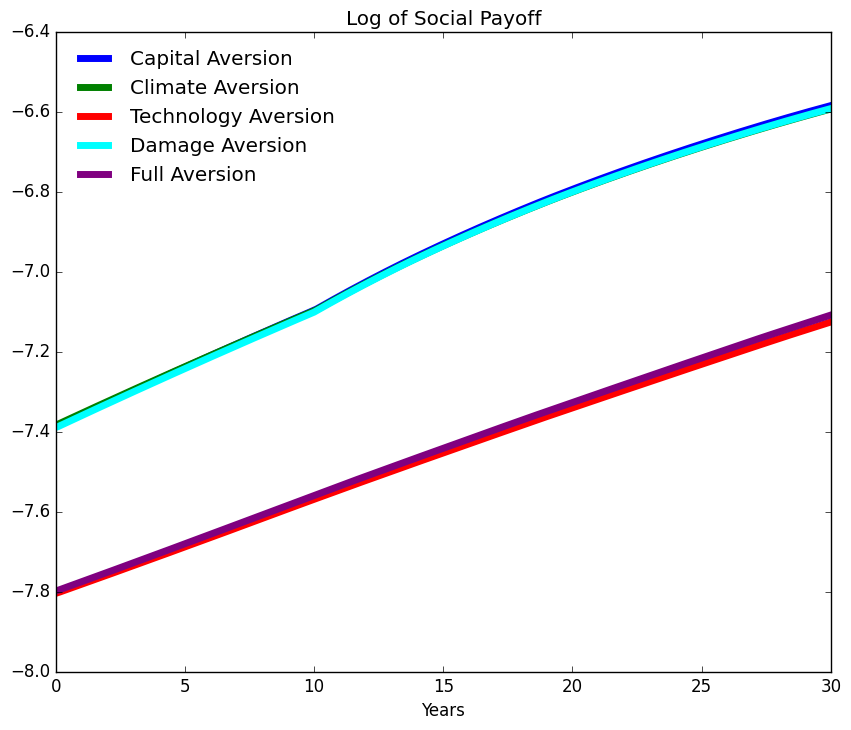 Log of Social Payoff
−6.4
−6.6
−6.8
−7.0
−7.2
−7.4
−7.6
−7.8
−8.0
Capital Aversion
Climate Aversion
Technology Aversion
Damage Aversion
Full Aversion
0 5 10 15 20 25 30
Years